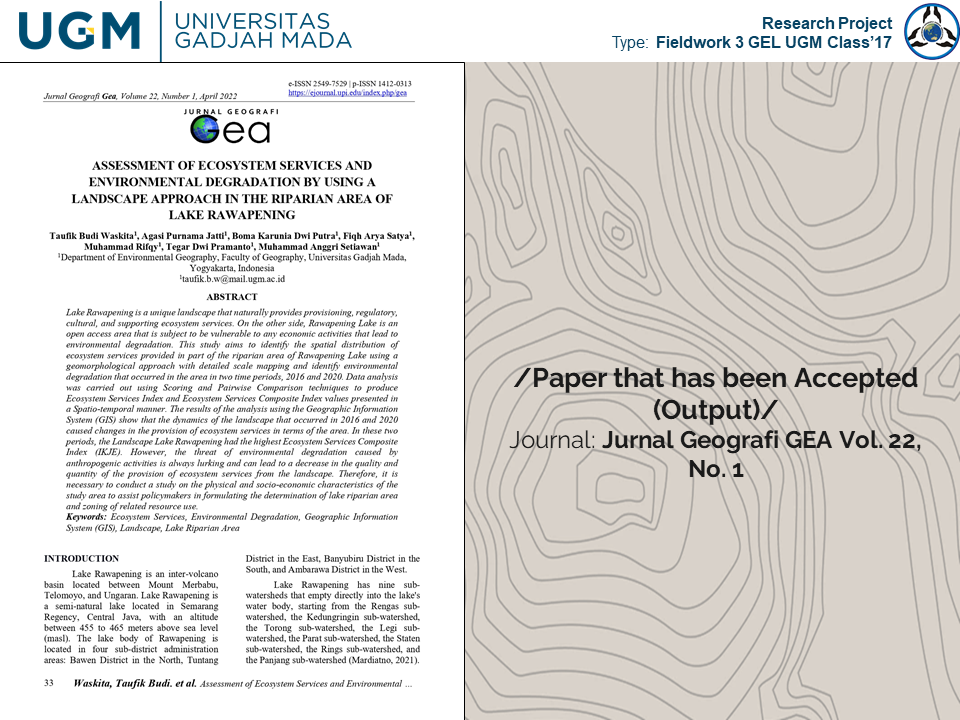 UGM
UNIVERSITAS
GADJAH MADA
Research Project
Type: Fieldwork 3 GEL UGM Class’17
e-ISSN 2549-7529 | p-ISSN 1412-0313
Jurnal Geografi Gea, Volume 22, Number 1, April 2022
https://ejournal.upi.edu/index.php/gea
JURNAL GEOGRAFI
Gea
ASSESSMENT OF ECOSYSTEM SERVICES AND
ENVIRONMENTAL DEGRADATION BY USING A
LANDSCAPE APPROACH IN THE RIPARIAN AREA OF
LAKE RAWAPENING
Taufik Budi Waskita¹, Agasi Purnama Jatti¹, Boma Karunia Dwi Putra¹, Fiqh Arya Satya¹,
Muhammad Rifqy¹, Tegar Dwi Pramanto¹, Muhammad Anggri Setiawan¹
¹Department of Environmental Geography, Faculty of Geography, Universitas Gadjah Mada,
Yogyakarta, Indonesia
¹taufik.b.w@mail.ugm.ac.id
ABSTRACT
Lake Rawapening is a unique landscape that naturally provides provisioning, regulatory,
cultural, and supporting ecosystem services. On the other side, Rawapening Lake is an
open access area that is subject to be vulnerable to any economic activities that lead to
environmental degradation. This study aims to identify the spatial distribution of
ecosystem services provided in part of the riparian area of Rawapening Lake using a
geomorphological approach with detailed scale mapping and identify environmental
degradation that occurred in the area in two time periods, 2016 and 2020. Data analysis
was carried out using Scoring and Pairwise Comparison techniques to produce
Ecosystem Services Index and Ecosystem Services Composite Index values presented in
a Spatio-temporal manner. The results of the analysis using the Geographic Information
System (GIS) show that the dynamics of the landscape that occurred in 2016 and 2020
caused changes in the provision of ecosystem services in terms of the area. In these two
periods, the Landscape Lake Rawapening had the highest Ecosystem Services Composite
Index (IKJE). However, the threat of environmental degradation caused by
anthropogenic activities is always lurking and can lead to a decrease in the quality and
quantity of the provision of ecosystem services from the landscape. Therefore, it is
necessary to conduct a study on the physical and socio-economic characteristics of the
study area to assist policymakers in formulating the determination of lake riparian area
and zoning of related resource use.
Keywords: Ecosystem Services, Environmental Degradation, Geographic Information
System (GIS), Landscape, Lake Riparian Area
INTRODUCTION
Lake Rawapening is an inter-volcano
basin located between Mount Merbabu,
Telomoyo, and Ungaran. Lake Rawapening is
a semi-natural lake located in Semarang
Regency, Central Java, with an altitude
between 455 to 465 meters above sea level
(masl). The lake body of Rawapening is
located in four sub-district administration
areas: Bawen District in the North, Tuntang
District in the East, Banyubiru District in the
South, and Ambarawa District in the West.
Lake Rawapening has nine sub-
watersheds that empty directly into the lake's
water body, starting from the Rengas sub-
watershed, the Kedungringin sub-watershed,
the Torong sub-watershed, the Legi sub-
watershed, the Parat sub-watershed, the Staten
sub-watershed, the Rings sub-watershed, and
the Panjang sub-watershed (Mardiatno, 2021).
33 Waskita, Taufik Budi. et al. Assessment of Ecosystem Services and Environmental ...
/Paper that has been Accepted
(Output)/
Journal: Jurnal Geografi GEA Vol. 22,
No. 1